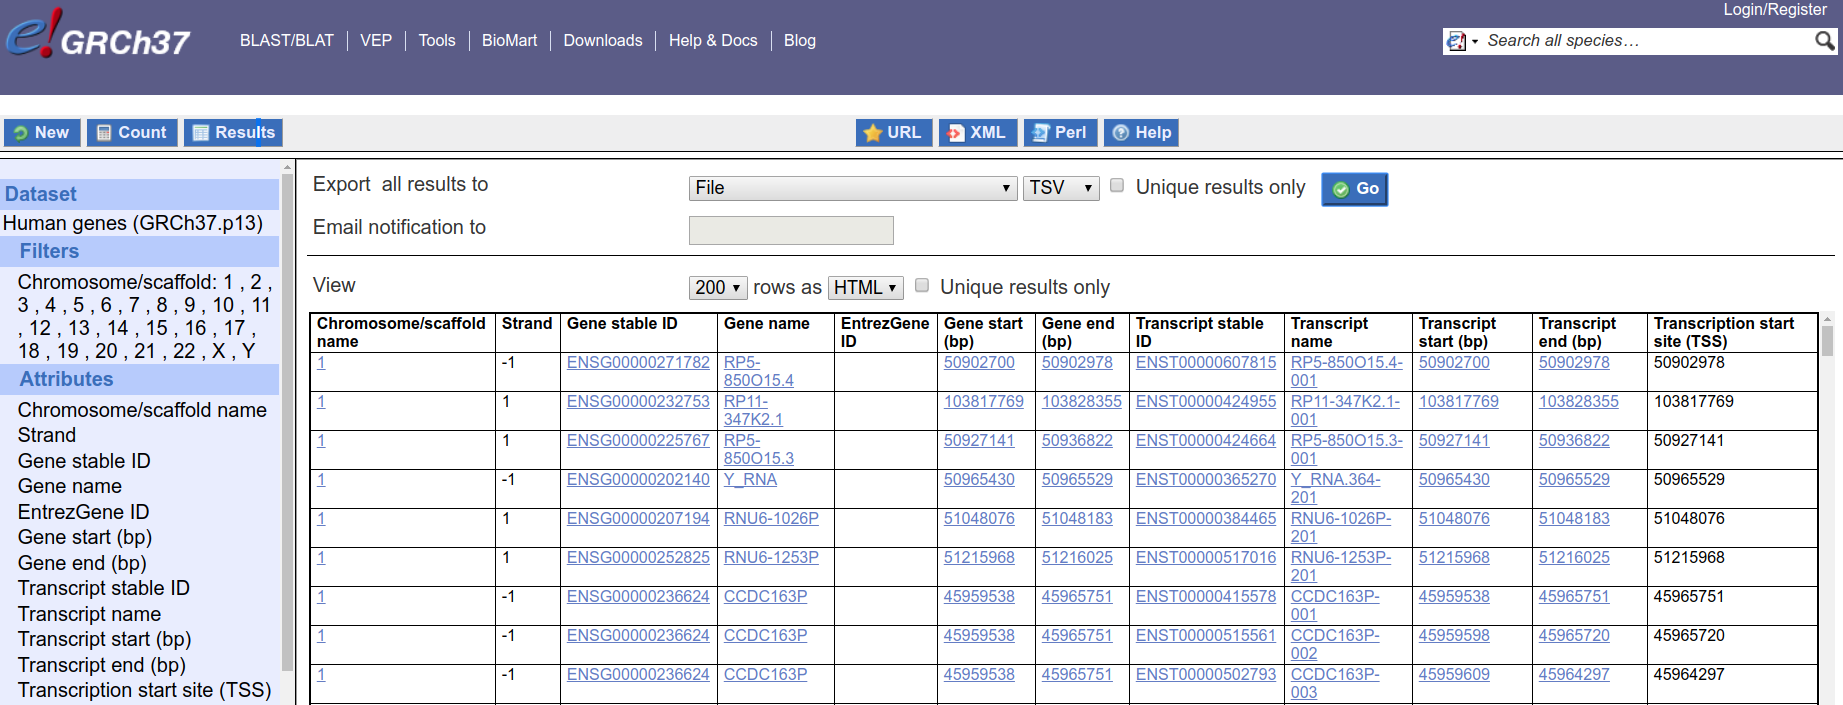 Login/Register
e! GRCh37 BLAST/BLAT VEP Tools BioMart Downloads Help & Docs Blog
e! Search all species…
New Count Results URL XML Perl Help
Dataset
Human genes (GRCh37.p13)
Filters
Chromosome/scaffold: 1 , 2 ,
3 , 4 , 5 , 6 , 7 , 8 , 9 , 10 , 11
, 12 , 13 , 14 , 15 , 16 , 17 ,
18 , 19 , 20 , 21 , 22 , X , Y
Attributes
Chromosome/scaffold name
Strand
Gene stable ID
Gene name
EntrezGene ID
Gene start (bp)
Gene end (bp)
Transcript stable ID
Transcript name
Transcript start (bp)
Transcript end (bp)
Transcription start site (TSS)
Export all results to File TSV Unique results only Go
Email notification to
View 200 rows as HTML Unique results only
Chromosome/scaffold name Strand Gene stable ID Gene name EntrezGene ID Gene start (bp) Gene end (bp) Transcript stable ID Transcript name Transcript start (bp) Transcript end (bp) Transcription start site (TSS)
1 -1 ENSG00000271782 RP5-850O15.4 50902700 50902978 ENST00000607815 RP5-850O15.4-001 50902700 50902978 50902978
1 1 ENSG00000232753 RP11-347K2.1 103817769 103828355 ENST00000424955 RP11-347K2.1-001 103817769 103828355 103817769
1 1 ENSG00000225767 RP5-850O15.3 50927141 50936822 ENST00000424664 RP5-850O15.3-001 50927141 50936822 50927141
1 -1 ENSG00000202140 Y_RNA 50965430 50965529 ENST00000365270 Y_RNA.364-201 50965430 50965529 50965529
1 1 ENSG00000207194 RNU6-1026P 51048076 51048183 ENST00000384465 RNU6-1026P-201 51048076 51048183 51048076
1 1 ENSG00000252825 RNU6-1253P 51215968 51216025 ENST00000517016 RNU6-1253P-201 51215968 51216025 51215968
1 -1 ENSG00000236624 CCDC163P 45959538 45965751 ENST00000415578 CCDC163P-001 45959538 45965751 45965751
1 -1 ENSG00000236624 CCDC163P 45959538 45965751 ENST00000515561 CCDC163P-002 45959598 45965720 45965720
1 -1 ENSG00000236624 CCDC163P 45959538 45965751 ENST00000502793 CCDC163P-003 45959609 45964297 45964297